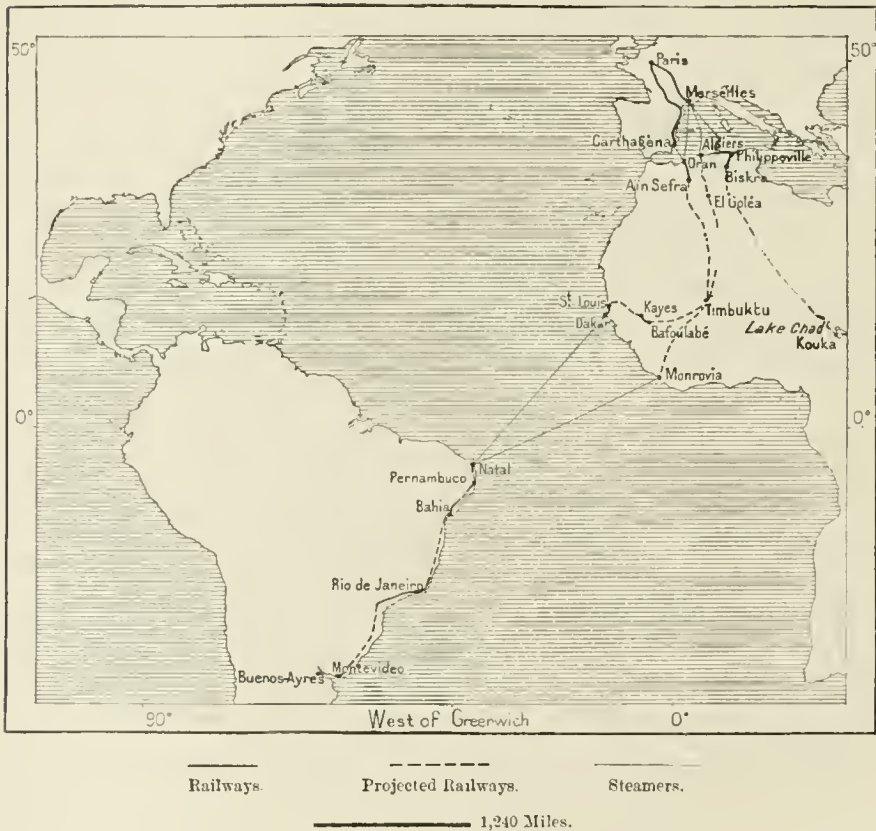 50°
50°
Paris
Marseilles
Carthagena
Algiers
Philippeville
Oran
Biskra
Ain Sefra
El Goléa
St. Louis
Kayes
Timbuktu
Dakar
Bafoulabé
Lake Chad
Kouka
Monrovia
0°
0°
Natal
Pernambuco
Bahia
Rio de Janeiro
Montevideo
Buenos-Ayres
90°
West of Greenwich
0°
Railways.
Projected Railways.
Steamers.
1,240 Miles.